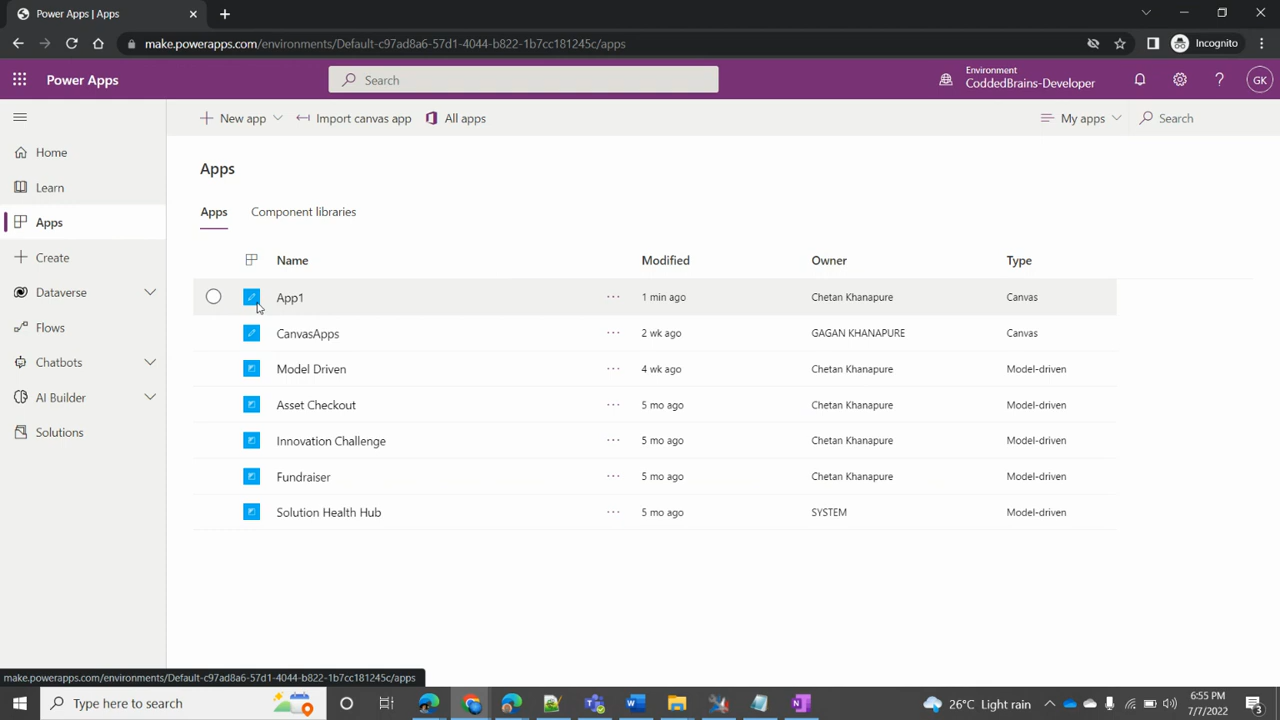 Power Apps | Apps
make.powerapps.com/environments/Default-c97ad8a6-57d1-4044-b822-1b7cc181245c/apps
Incognito
Power Apps
Search
Environment
CoddedBrains-Developer
GK
New app
Import canvas app
All apps
My apps
Search
Home
Learn
Apps
Create
Dataverse
Flows
Chatbots
AI Builder
Solutions
Apps
Apps
Component libraries
Name Modified Owner Type
App1 ... 1 min ago Chetan Khanapure Canvas
CanvasApps ... 2 wk ago GAGAN KHANAPURE Canvas
Model Driven ... 4 wk ago Chetan Khanapure Model-driven
Asset Checkout ... 5 mo ago Chetan Khanapure Model-driven
Innovation Challenge ... 5 mo ago Chetan Khanapure Model-driven
Fundraiser ... 5 mo ago Chetan Khanapure Model-driven
Solution Health Hub ... 5 mo ago SYSTEM Model-driven
make.powerapps.com/environments/Default-c97ad8a6-57d1-4044-b822-1b7cc181245c/apps
Type here to search
26°C Light rain
6:55 PM
7/7/2022
3